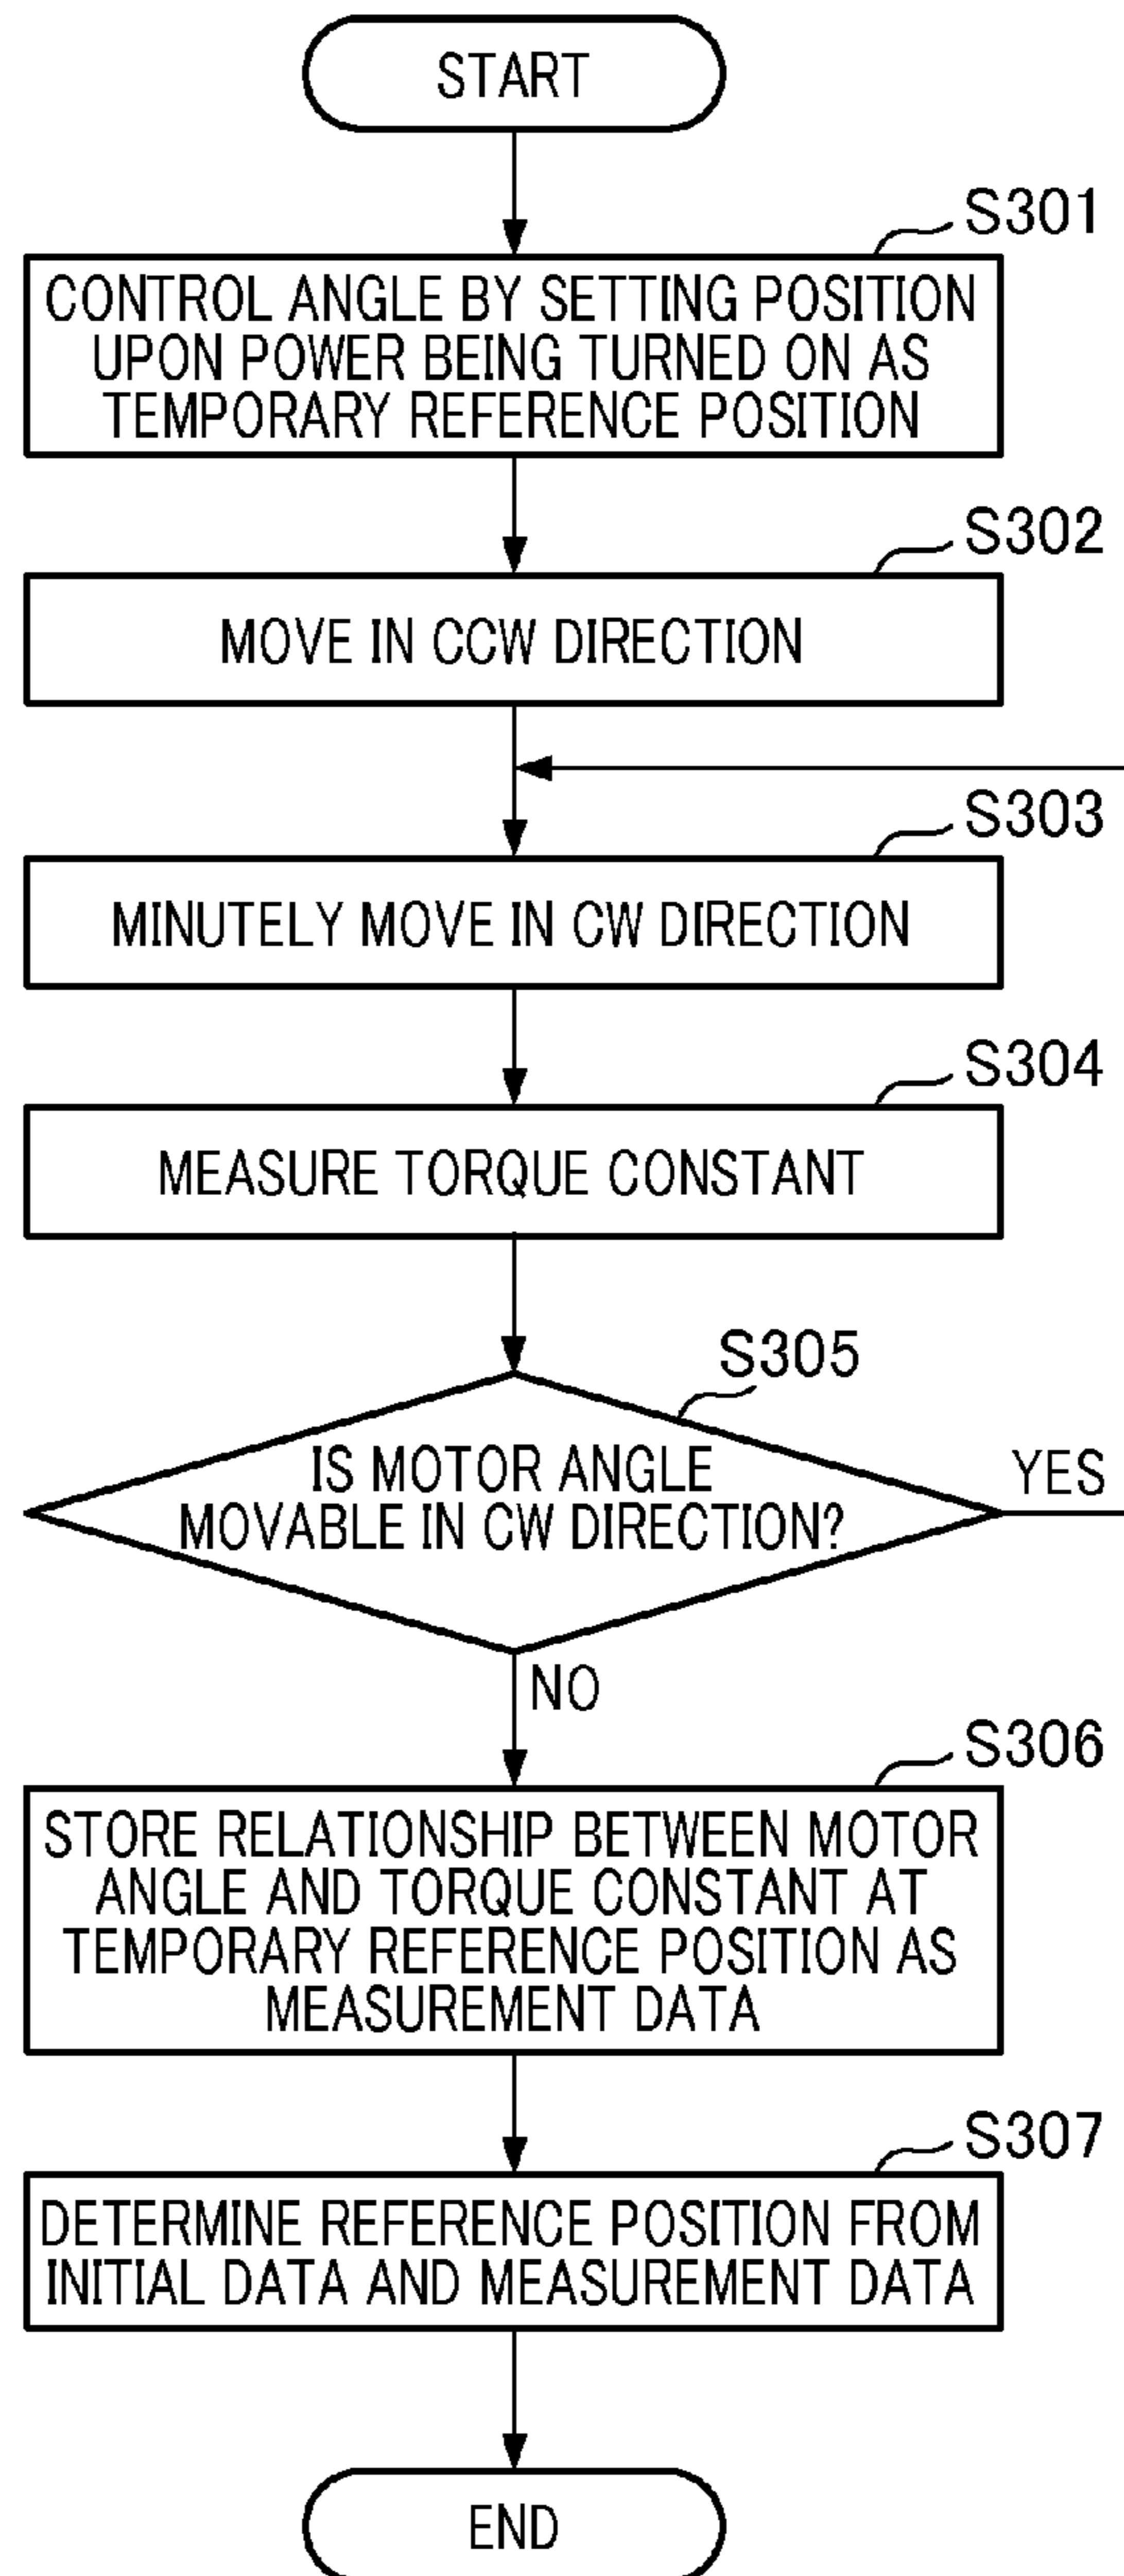 START
S301
CONTROL ANGLE BY SETTING POSITION
UPON POWER BEING TURNED ON AS
TEMPORARY REFERENCE POSITION
S302
MOVE IN CCW DIRECTION
S303
MINUTELY MOVE IN CW DIRECTION
S304
MEASURE TORQUE CONSTANT
S305
IS MOTOR ANGLE
MOVABLE IN CW DIRECTION?
YES
NO
S306
STORE RELATIONSHIP BETWEEN MOTOR
ANGLE AND TORQUE CONSTANT AT
TEMPORARY REFERENCE POSITION AS
MEASUREMENT DATA
S307
DETERMINE REFERENCE POSITION FROM
INITIAL DATA AND MEASUREMENT DATA
END